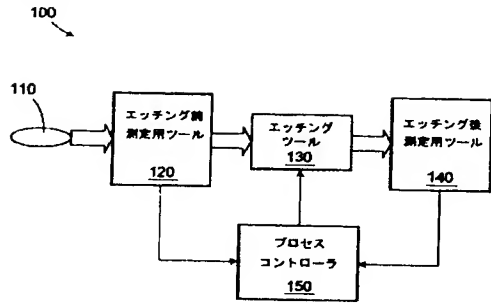 100
110
エッチング前
測定用ツール
120
エッチング
ツール
130
エッチング後
測定用ツール
140
プロセス
コントローラ
150